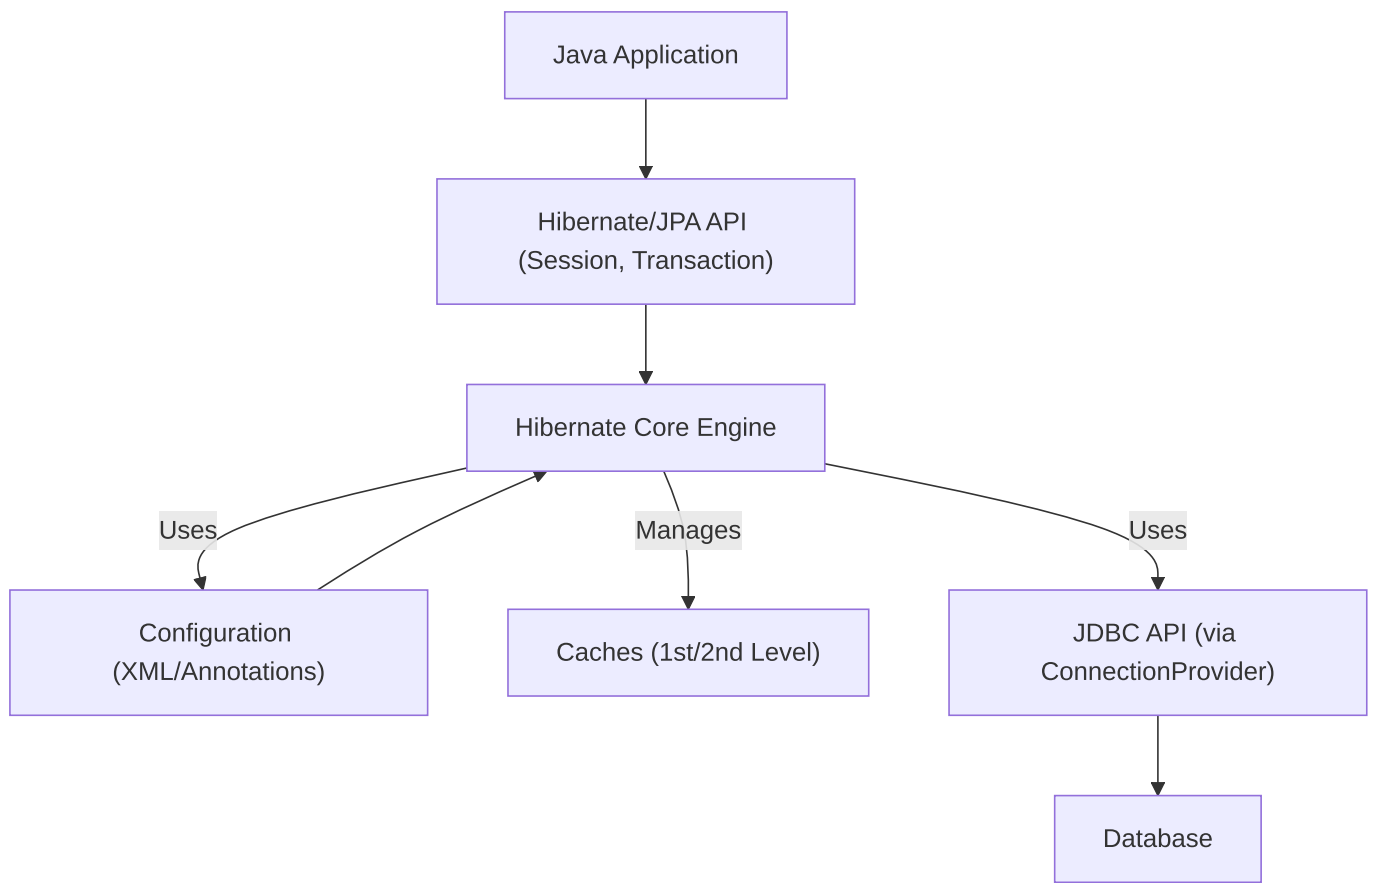 Java Application
Hibernate/JPA API
(Session, Transaction)
Hibernate Core Engine
Uses
Manages
Uses
Configuration
(XML/Annotations)
Caches (1st/2nd Level)
JDBC API (via
ConnectionProvider)
Database